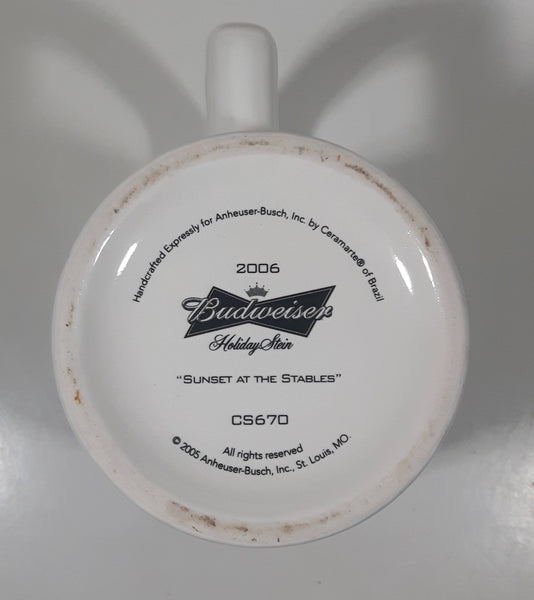 Handcrafted Expressly for Anheuser-Busch, Inc. by Ceramarte® of Brazil
2006
Budweiser
Holiday Stein
“SUNSET AT THE STABLES”
CS670
All rights reserved
© 2005 Anheuser-Busch, Inc., St. Louis, MO.